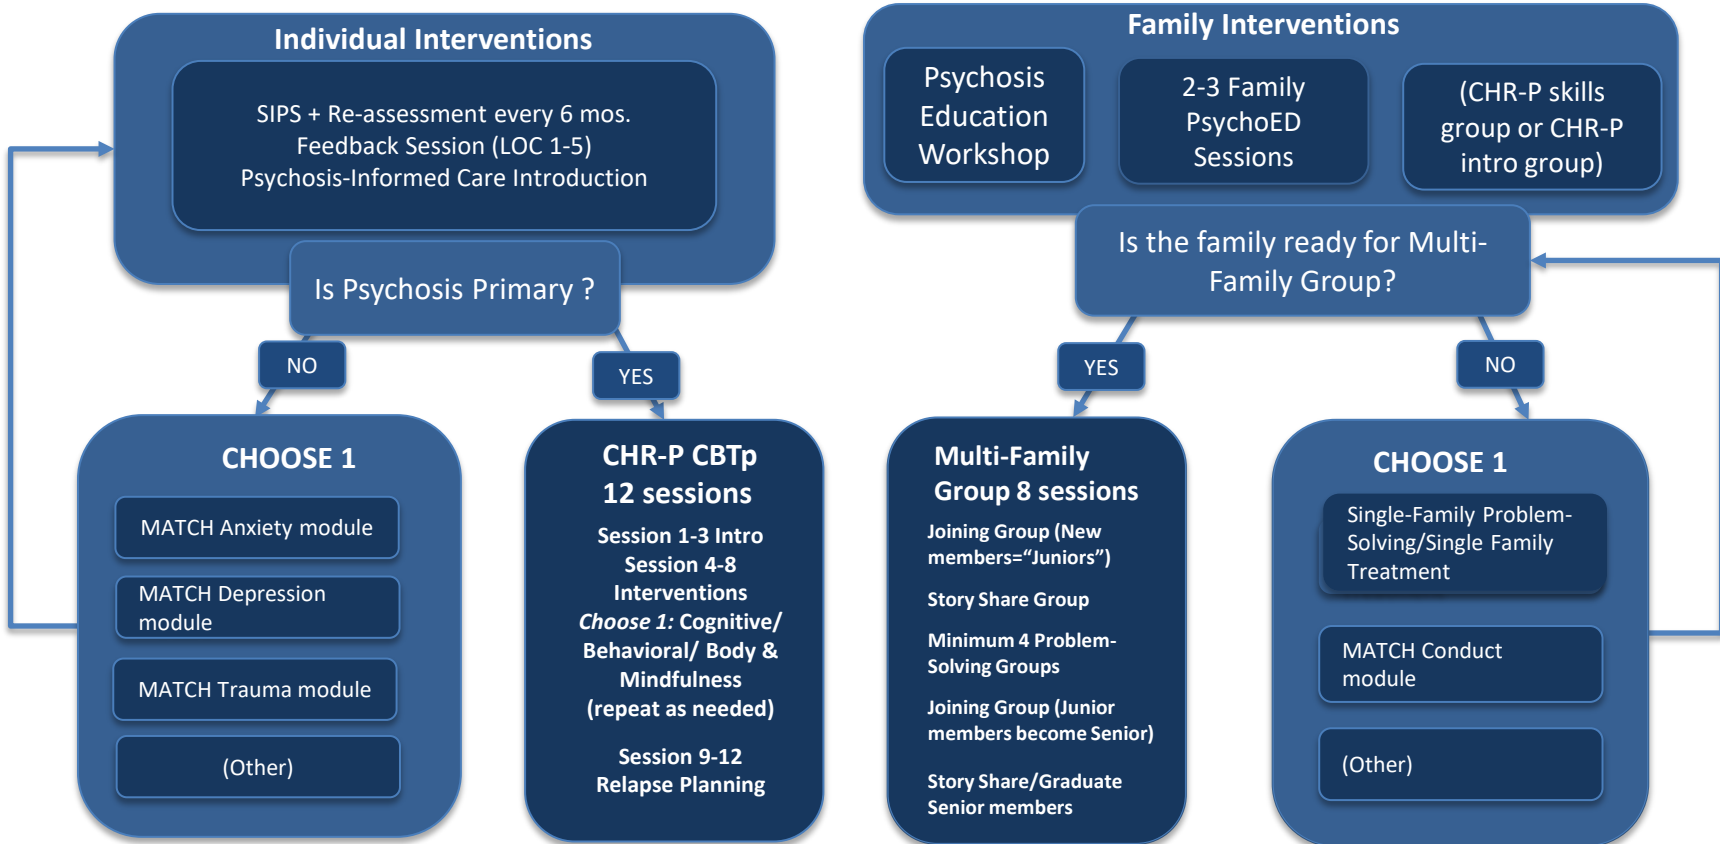 Individual Interventions
SIPS + Re-assessment every 6 mos.
Feedback Session (LOC 1-5)
Psychosis-Informed Care Introduction
Is Psychosis Primary ?
NO
YES
CHOOSE 1
MATCH Anxiety module
MATCH Depression
module
MATCH Trauma module
(Other)
CHR-P CBTp
12 sessions
Session 1-3 Intro
Session 4-8
Interventions
Choose 1: Cognitive/
Behavioral/ Body &
Mindfulness
(repeat as needed)
Session 9-12
Relapse Planning
Family Interventions
Psychosis
Education
Workshop
2-3 Family
PsychoED
Sessions
(CHR-P skills
group or CHR-P
intro group)
Is the family ready for Multi-
Family Group?
YES
NO
Multi-Family
Group 8 sessions
Joining Group (New
members=“Juniors”)
Story Share Group
Minimum 4 Problem-
Solving Groups
Joining Group (Junior
members become Senior)
Story Share/Graduate
Senior members
CHOOSE 1
Single-Family Problem-
Solving/Single Family
Treatment
MATCH Conduct
module
(Other)